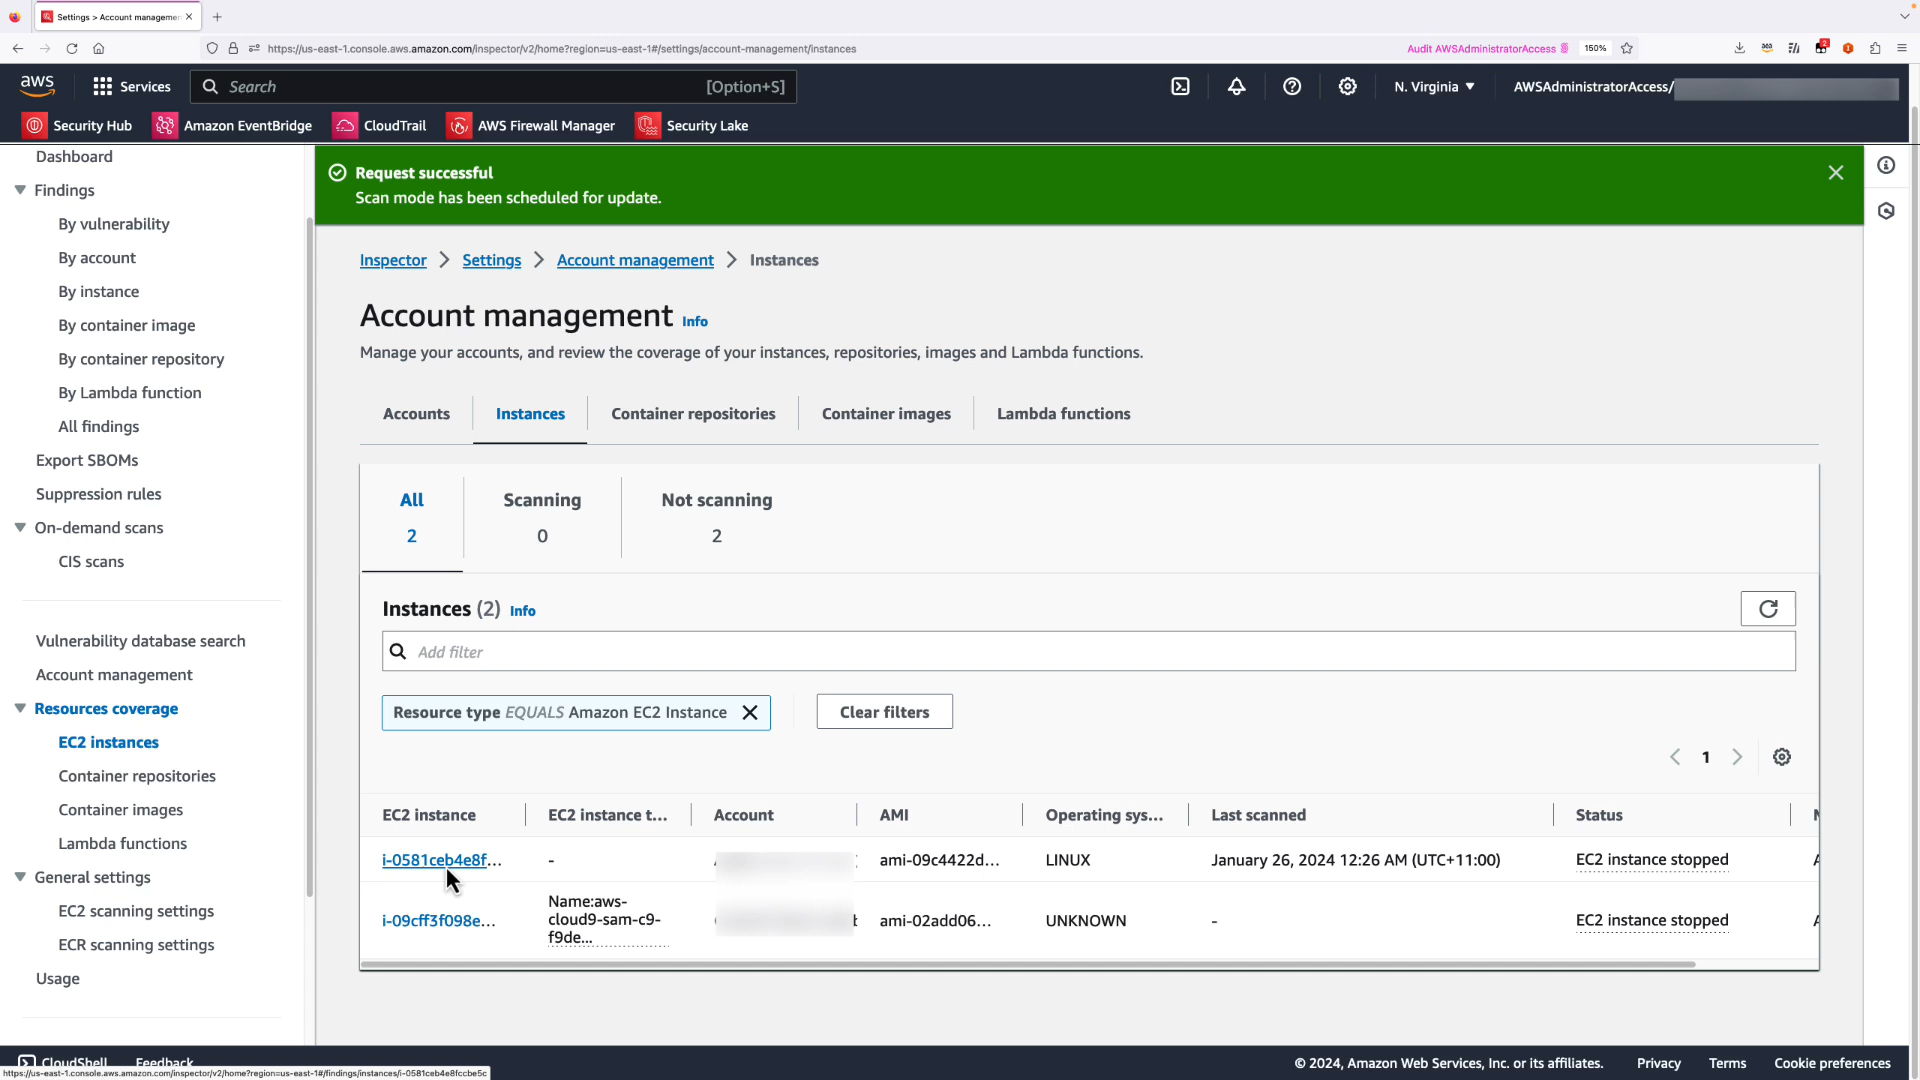 Settings > Account managemen
https://us-east-1.console.aws.amazon.com/inspector/v2/home?region=us-east-1#/settings/account-management/instances
Audit AWSAdministratorAccess
150%
2
aws
Services
Search
[Option+S]
N. Virginia
AWSAdministratorAccess/
Security Hub
Amazon EventBridge
CloudTrail
AWS Firewall Manager
Security Lake
Dashboard
Findings
By vulnerability
By account
By instance
By container image
By container repository
By Lambda function
All findings
Export SBOMs
Suppression rules
On-demand scans
CIS scans
Vulnerability database search
Account management
Resources coverage
EC2 instances
Container repositories
Container images
Lambda functions
General settings
EC2 scanning settings
ECR scanning settings
Usage
Request successful
Scan mode has been scheduled for update.
Inspector > Settings > Account management > Instances
Account management Info
Manage your accounts, and review the coverage of your instances, repositories, images and Lambda functions.
Accounts
Instances
Container repositories
Container images
Lambda functions
All
2
Scanning
0
Not scanning
2
Instances (2) Info
Add filter
Resource type EQUALS Amazon EC2 Instance
Clear filters
1
EC2 instance
EC2 instance t...
Account
AMI
Operating sys...
Last scanned
Status
i-0581ceb4e8f...
-
ami-09c4422d...
LINUX
January 26, 2024 12:26 AM (UTC+11:00)
EC2 instance stopped
i-09cff3f098e...
Name:aws-
cloud9-sam-c9-
f9de...
ami-02add06...
UNKNOWN
-
EC2 instance stopped
CloudShell
Feedback
© 2024, Amazon Web Services, Inc. or its affiliates.
Privacy
Terms
Cookie preferences
https://us-east-1.console.aws.amazon.com/inspector/v2/home?region=us-east-1#/findings/instances/i-0581ceb4e8fccbe5c